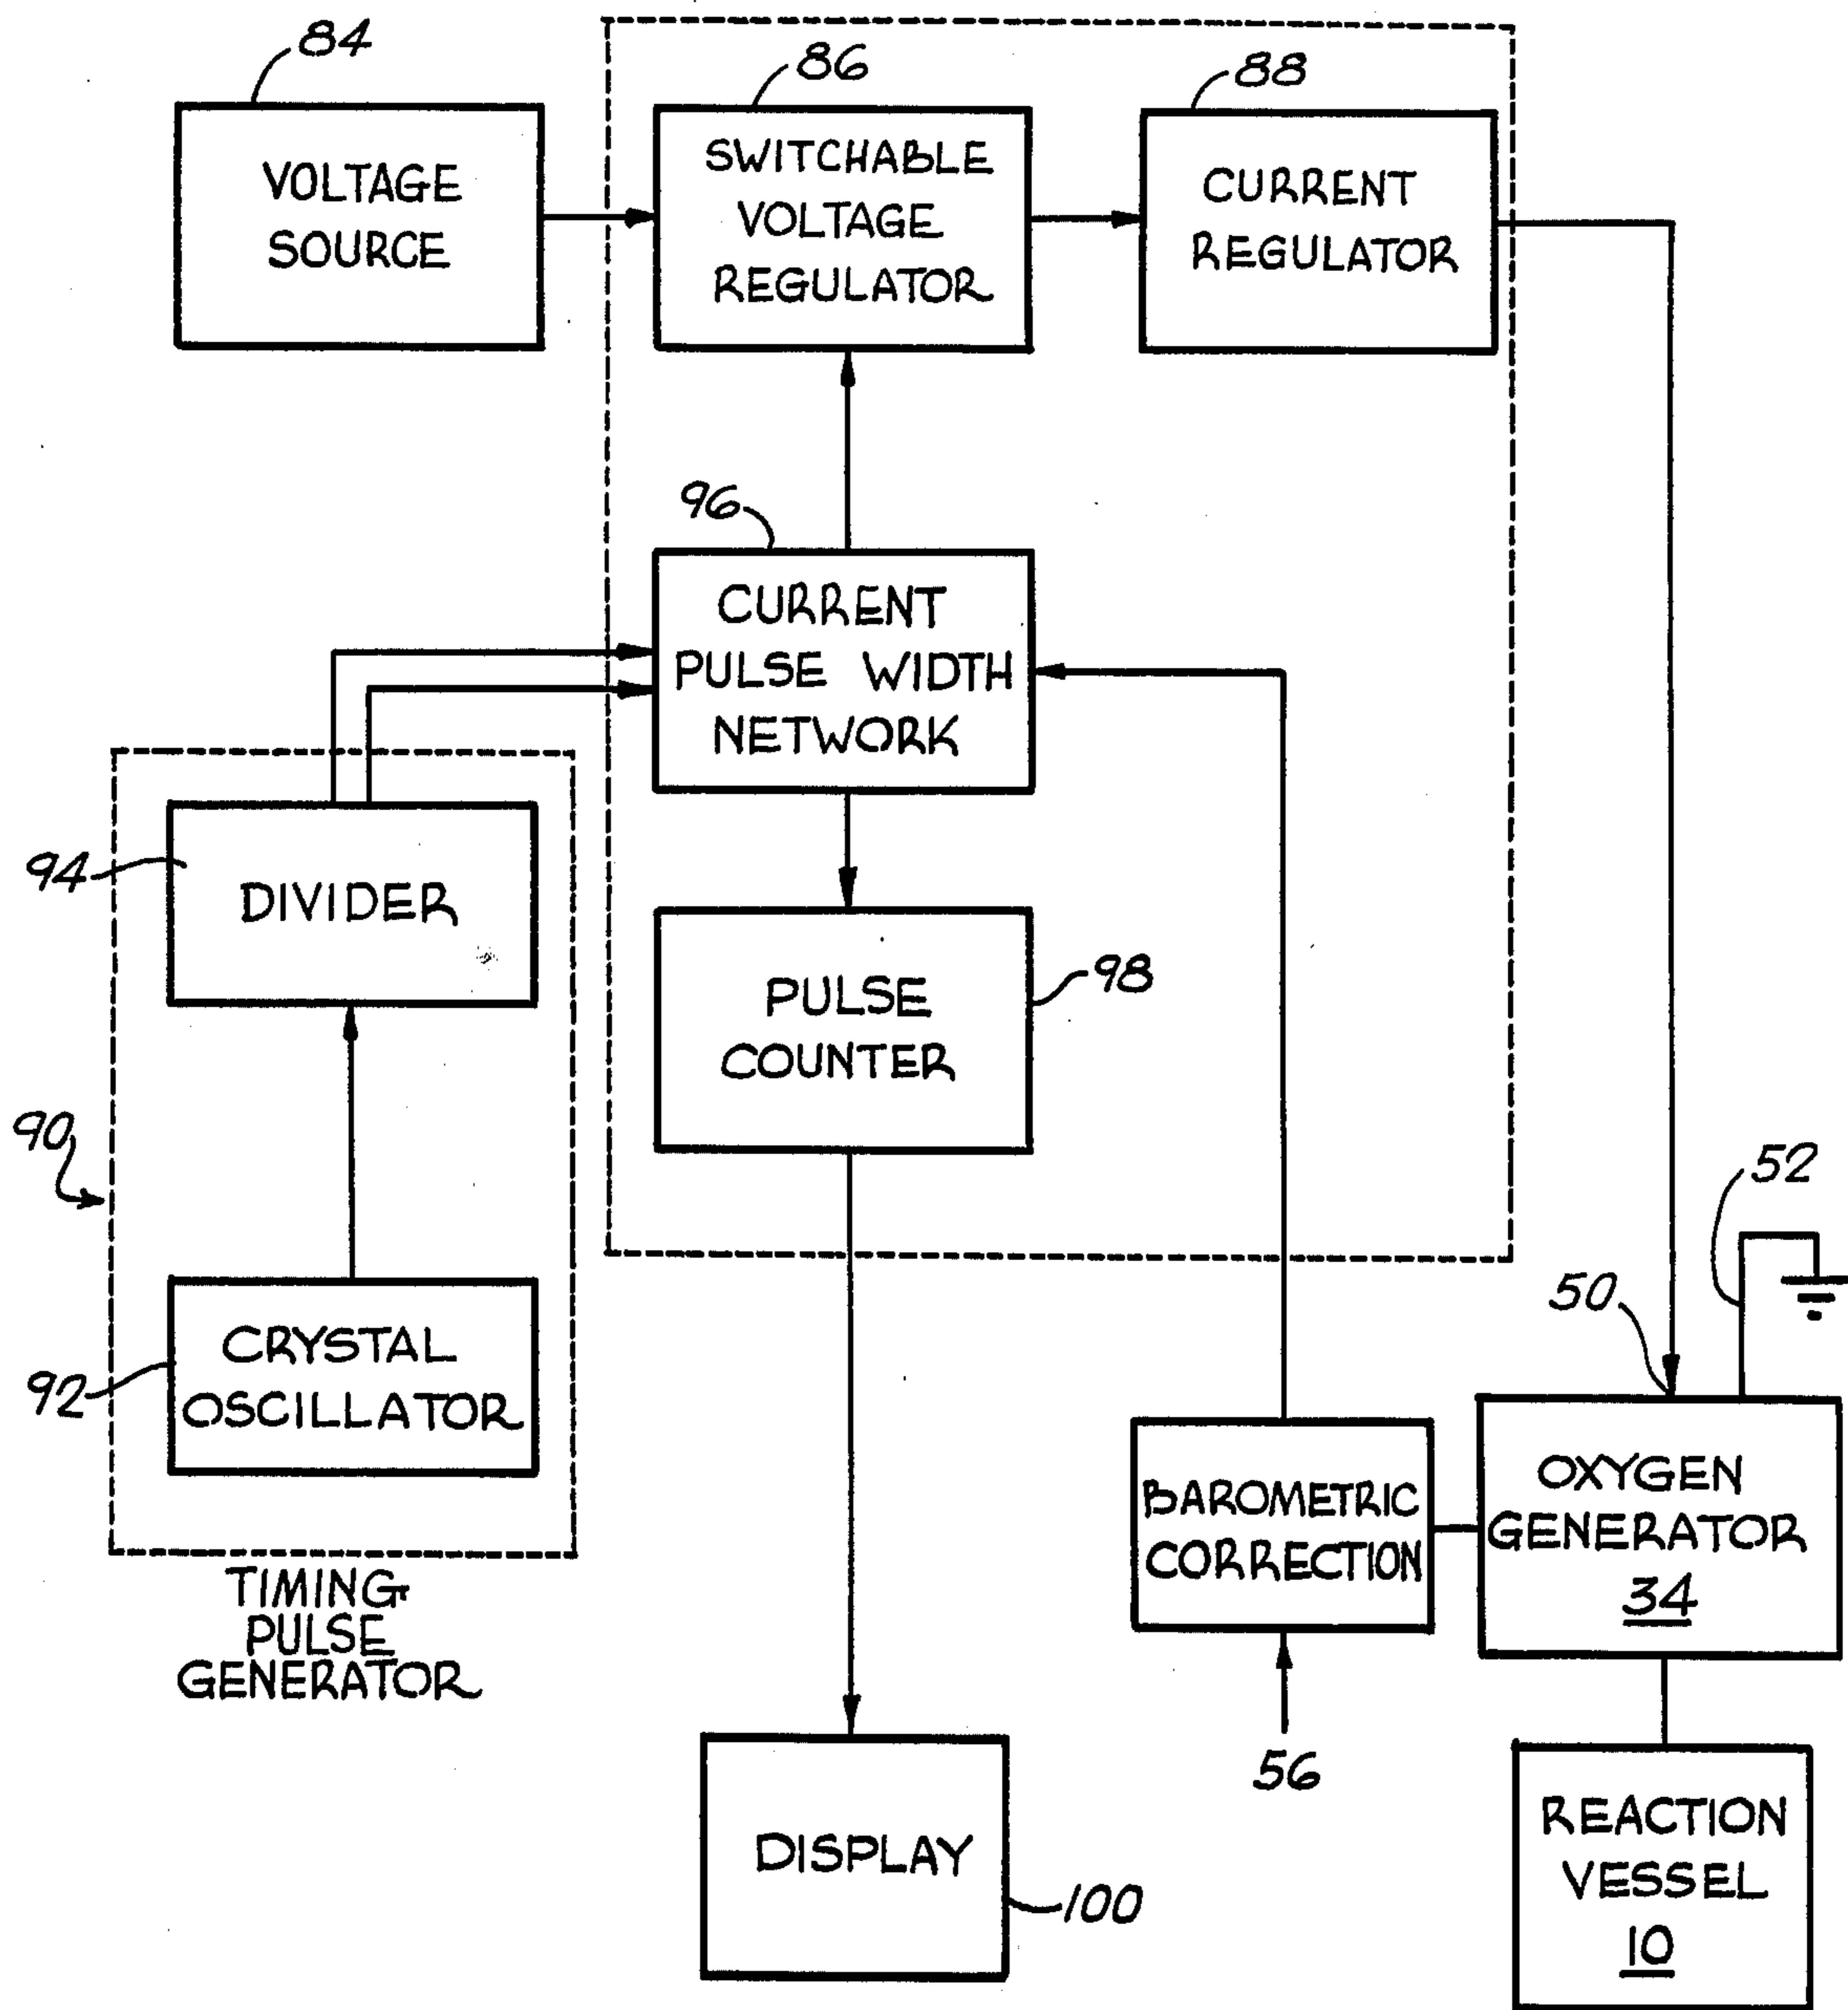 84
86
88
VOLTAGE
SOURCE
SWITCHABLE
VOLTAGE
REGULATOR
CURRENT
REGULATOR
96
CURRENT
PULSE WIDTH
NETWORK
94
DIVIDER
98
PULSE
COUNTER
90
52
50
92
CRYSTAL
OSCILLATOR
TIMING
PULSE
GENERATOR
BAROMETRIC
CORRECTION
OXYGEN
GENERATOR
34
56
DISPLAY
100
REACTION
VESSEL
10